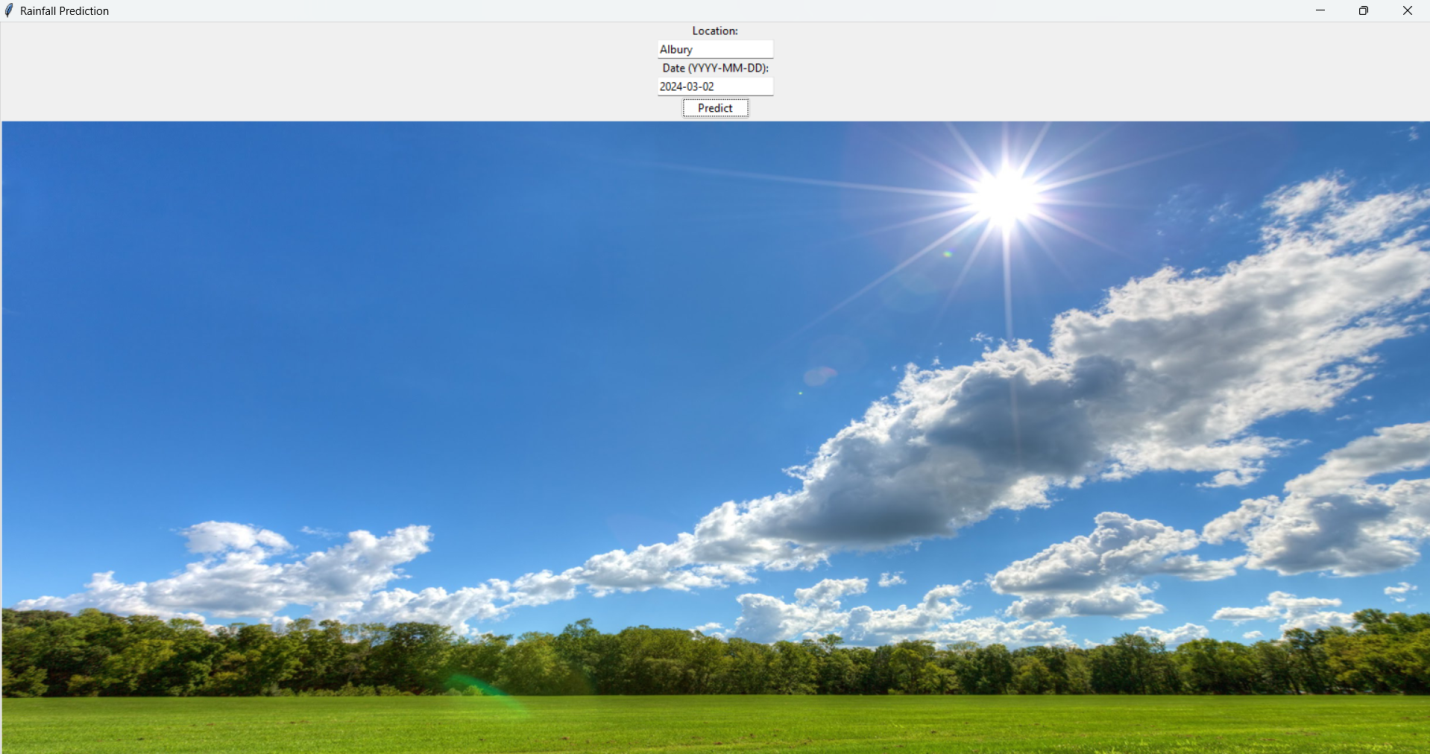 Rainfall Prediction
Location:
Albury
Date (YYYY-MM-DD):
2024-03-02
Predict